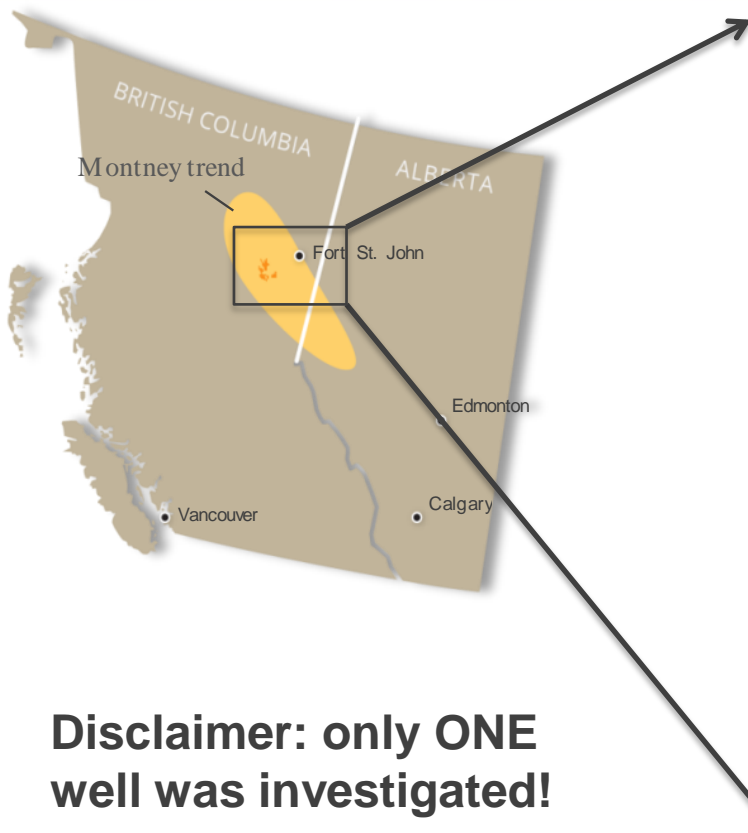 BRITISH COLUMBIA
ALBERTA
Montney trend
Fort St. John
Edmonton
Calgary
Vancouver
Disclaimer: only ONE
well was investigated!